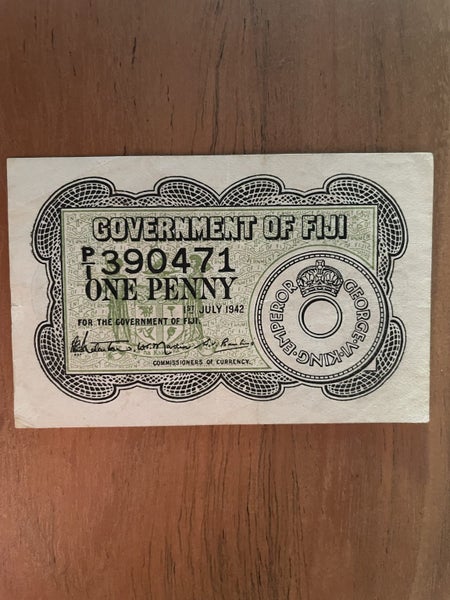 GOVERNMENT OF FIJI
P/1 390471
ONE PENNY
1ST JULY 1942
FOR THE GOVERNMENT OF FIJI
COMMISSIONERS OF CURRENCY.
GEORGE·VI·KING·EMPEROR